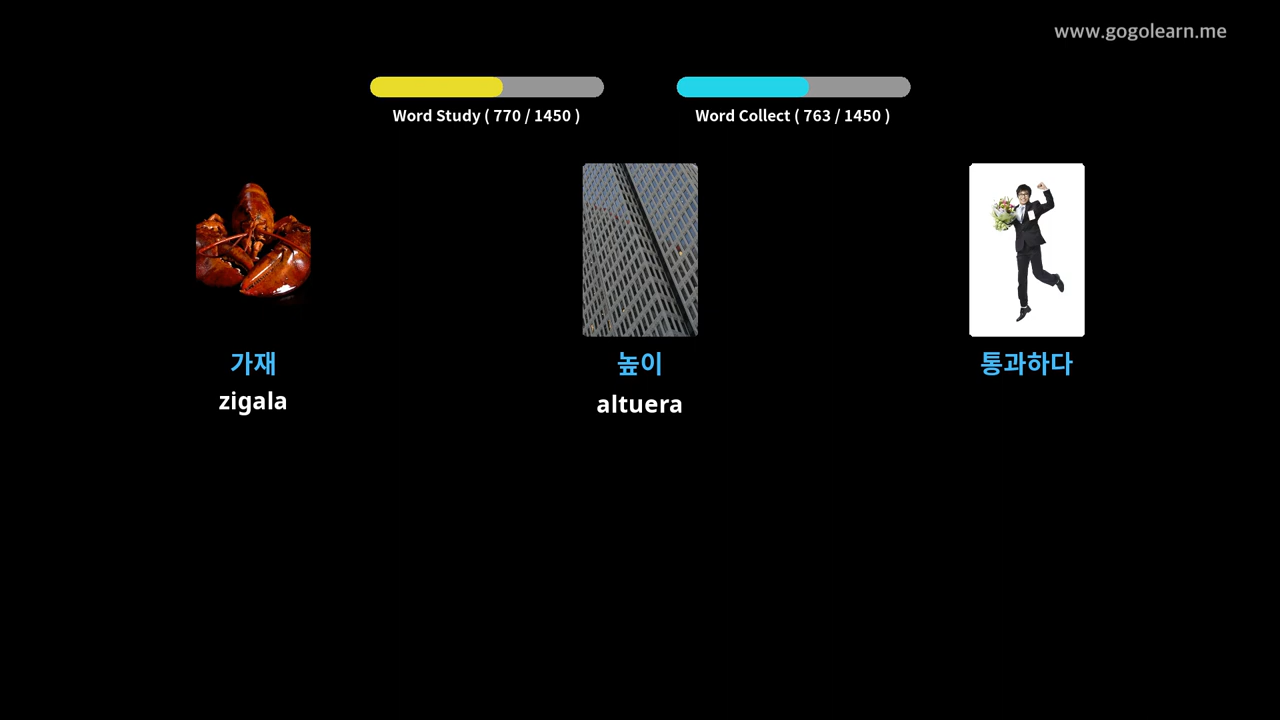 www.gogolearn.me
Word Study ( 770 / 1450 )
Word Collect ( 763 / 1450 )
가재
높이
통과하다
zigala
altuera